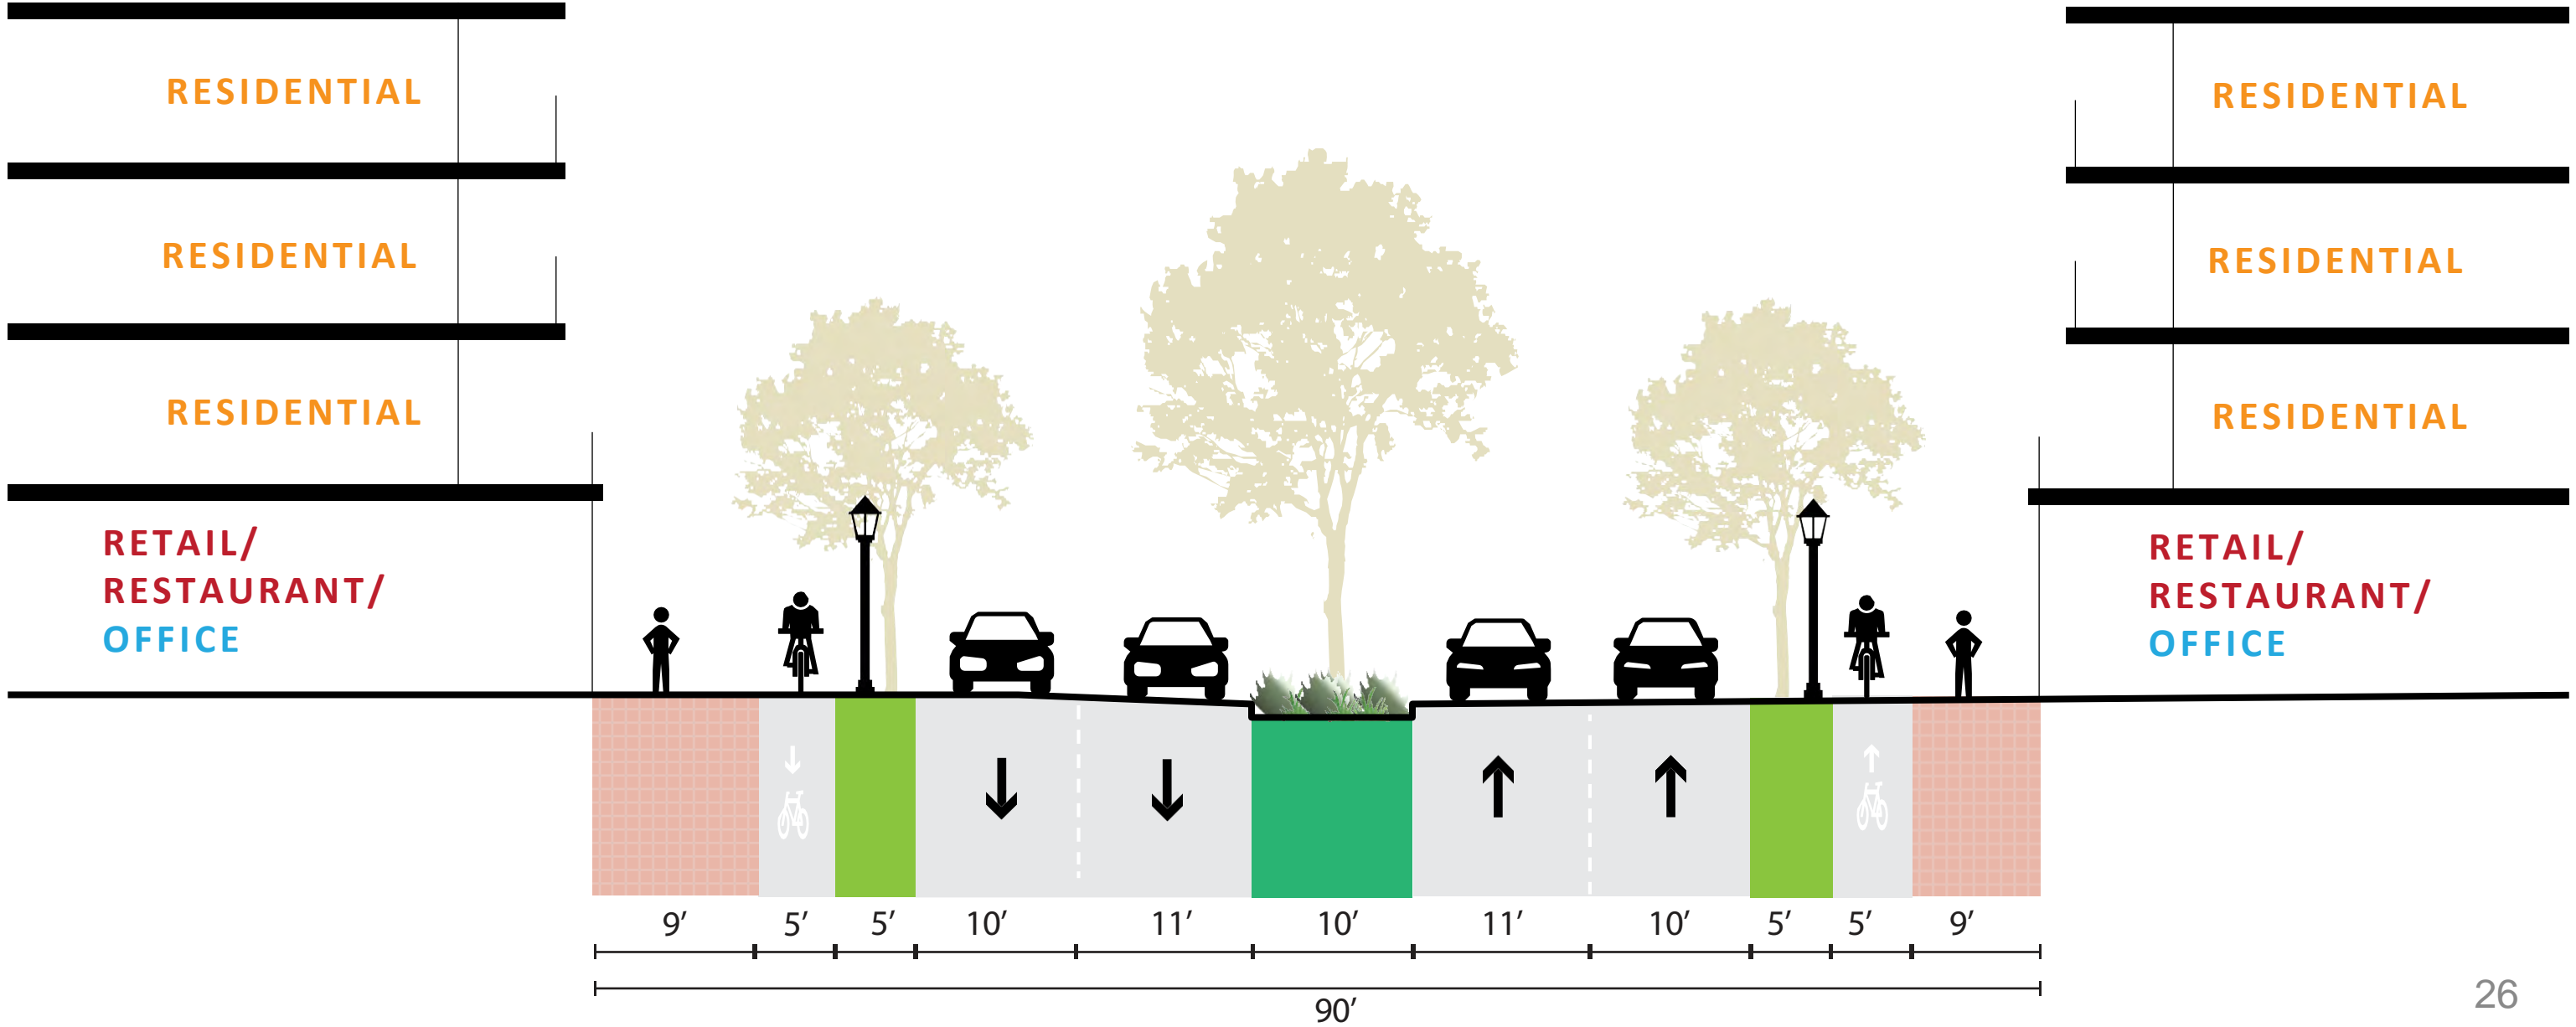 RESIDENTIAL
RESIDENTIAL
RESIDENTIAL
RETAIL/
RESTAURANT/
OFFICE
RESIDENTIAL
RESIDENTIAL
RESIDENTIAL
RETAIL/
RESTAURANT/
OFFICE
9’ 5’ 5’ 10’ 11’ 10’ 11’ 10’ 5’ 5’ 9’
90’
26